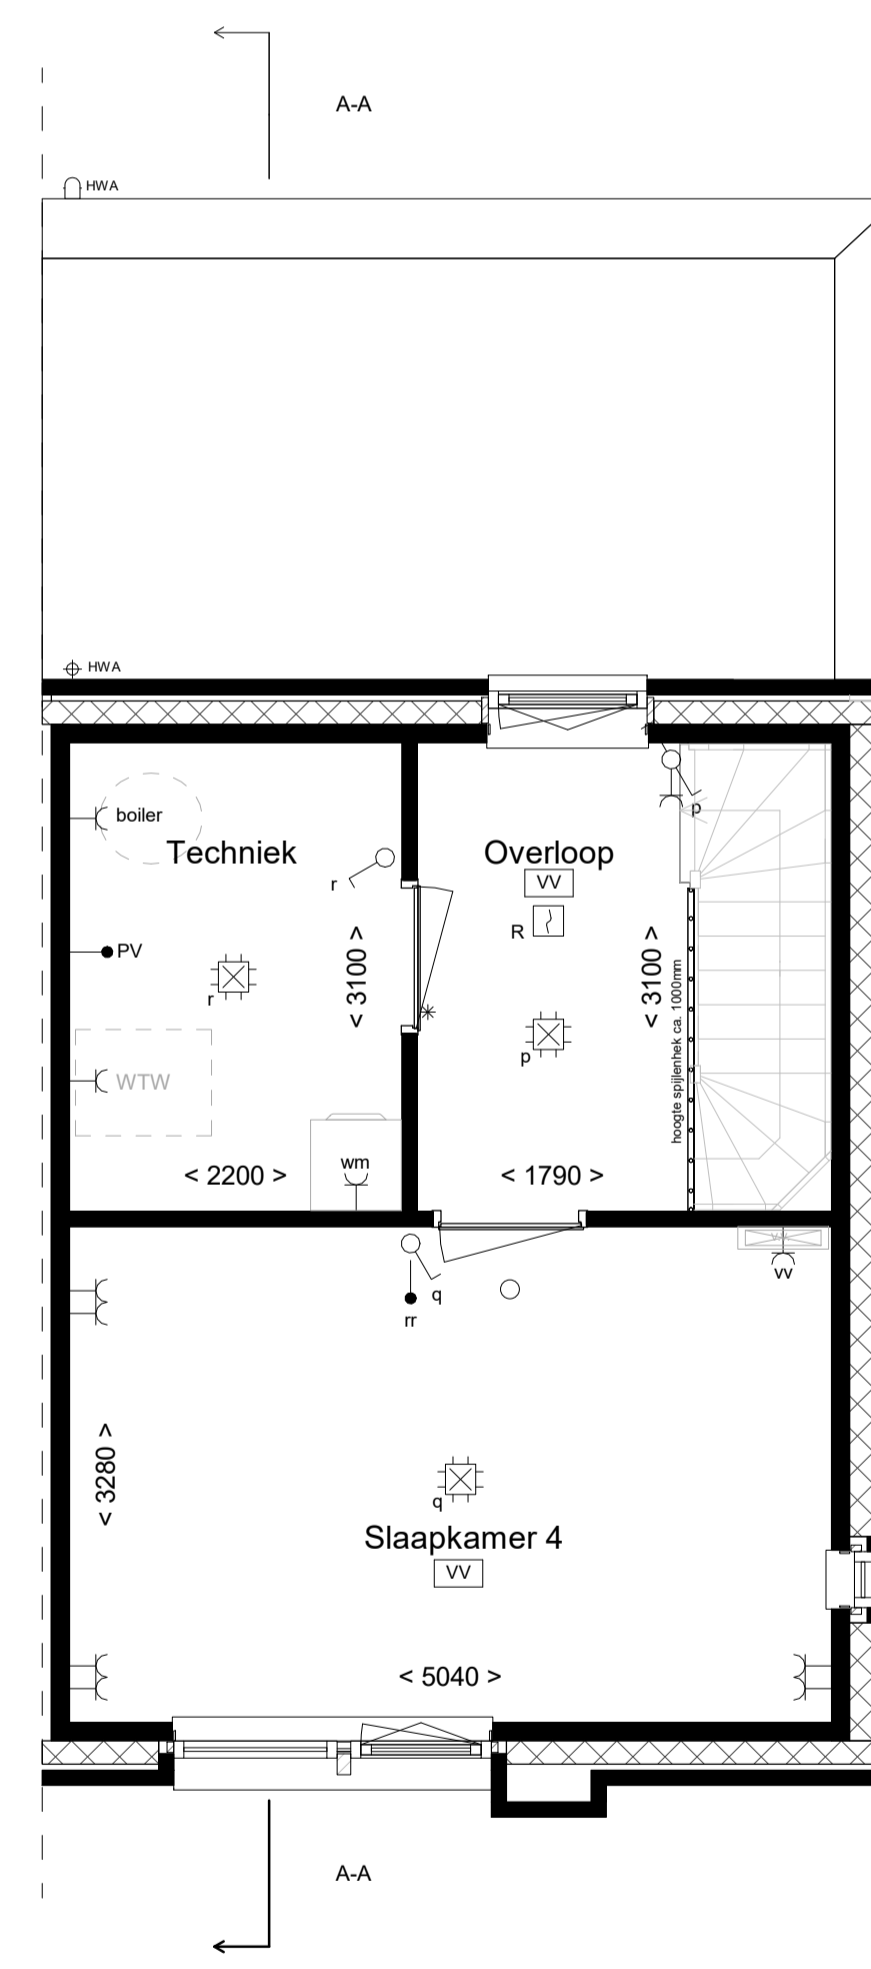 A-A
HWA
HWA
boiler
Techniek
r
PV
r
< 3100 >
WTW
wm
< 2200 >
p
Overloop
VV
R
< 3100 >
p
hoogte spijlenhek ca. 1000mm
< 1790 >
q
rr
vv
vv
< 3280 >
q
Slaapkamer 4
VV
< 5040 >
A-A